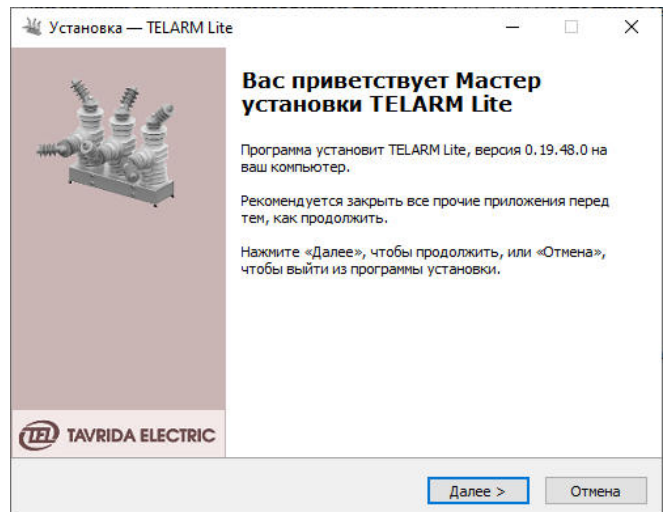 Установка — TELARM Lite
Вас приветствует Мастер
установки TELARM Lite
Программа установит TELARM Lite, версия 0.19.48.0 на
ваш компьютер.
Рекомендуется закрыть все прочие приложения перед
тем, как продолжить.
Нажмите «Далее», чтобы продолжить, или «Отмена»,
чтобы выйти из программы установки.
TEL TAVRIDA ELECTRIC
Далее >
Отмена